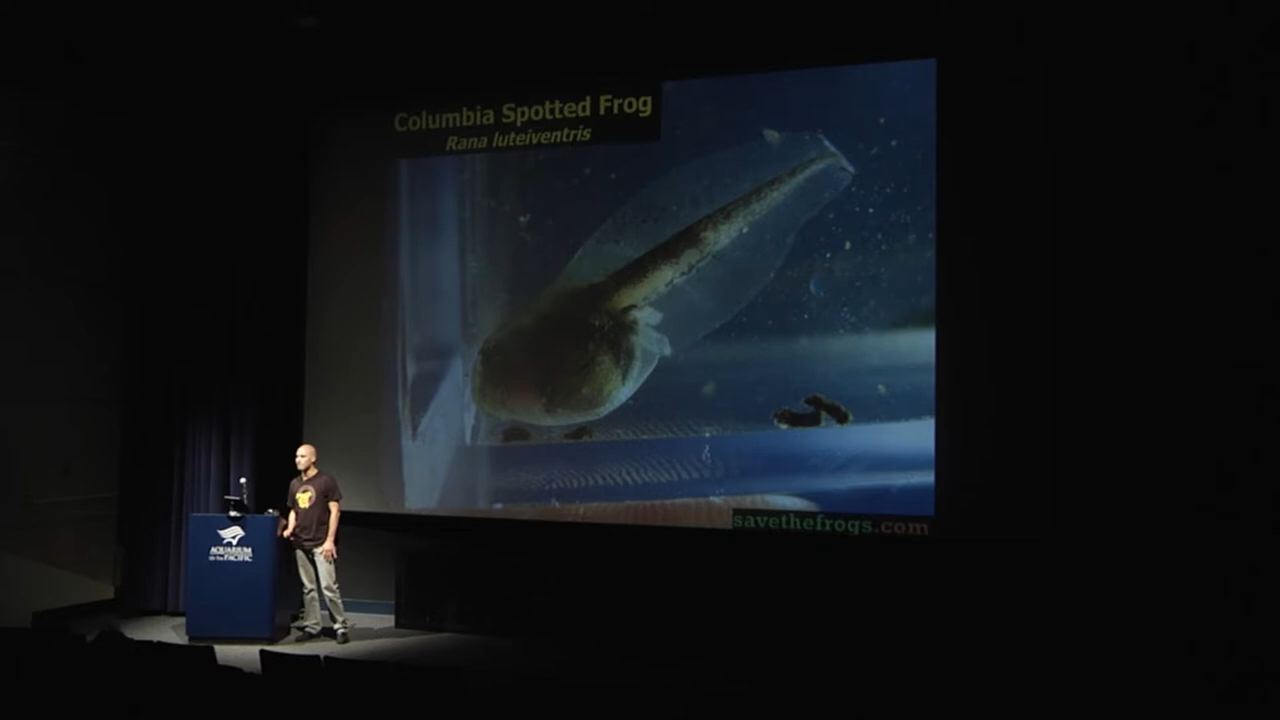 Columbia Spotted Frog
Rana luteiventris
savethefrogs.com
AQUARIUM
OF THE PACIFIC